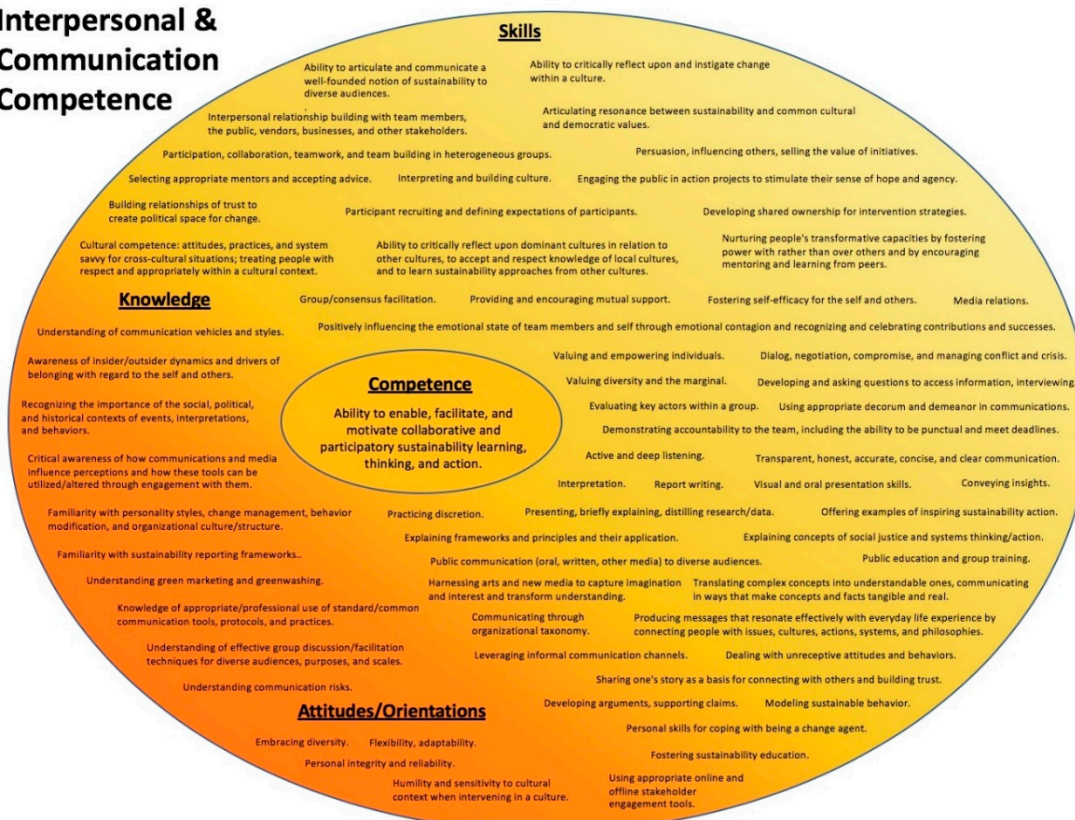 Interpersonal &
Communication
Competence
Skills
Ability to articulate and communicate a
well-founded notion of sustainability to
diverse audiences.
.
Ability to critically reflect upon and instigate change
within a culture.
Interpersonal relationship building with team members,
the public, vendors, businesses, and other stakeholders.
Articulating resonance between sustainability and common cultural
and democratic values.
Participation, collaboration, teamwork, and team building in heterogeneous groups.
Persuasion, influencing others, selling the value of initiatives.
Selecting appropriate mentors and accepting advice.
Interpreting and building culture.
Engaging the public in action projects to stimulate their sense of hope and agency.
Building relationships of trust to
create political space for change.
Participant recruiting and defining expectations of participants.
Developing shared ownership for intervention strategies.
Cultural competence: attitudes, practices, and system
savvy for cross-cultural situations; treating people with
respect and appropriately within a cultural context.
Ability to critically reflect upon dominant cultures in relation to
other cultures, to accept and respect knowledge of local cultures,
and to learn sustainability approaches from other cultures.
Nurturing people's transformative capacities by fostering
power with rather than over others and by encouraging
mentoring and learning from peers.
Group/consensus facilitation.
Providing and encouraging mutual support.
Fostering self-efficacy for the self and others.
Media relations.
Positively influencing the emotional state of team members and self through emotional contagion and recognizing and celebrating contributions and successes.
Valuing and empowering individuals.
Dialog, negotiation, compromise, and managing conflict and crisis.
Valuing diversity and the marginal.
Developing and asking questions to access information, interviewing.
Evaluating key actors within a group.
Using appropriate decorum and demeanor in communications.
Demonstrating accountability to the team, including the ability to be punctual and meet deadlines.
Active and deep listening.
Transparent, honest, accurate, concise, and clear communication.
Interpretation.
Report writing.
Visual and oral presentation skills.
Conveying insights.
Practicing discretion.
Presenting, briefly explaining, distilling research/data.
Offering examples of inspiring sustainability action.
Explaining frameworks and principles and their application.
Explaining concepts of social justice and systems thinking/action.
Public communication (oral, written, other media) to diverse audiences.
Public education and group training.
Harnessing arts and new media to capture imagination
and interest and transform understanding.
Translating complex concepts into understandable ones, communicating
in ways that make concepts and facts tangible and real.
Communicating through
organizational taxonomy.
Producing messages that resonate effectively with everyday life experience by
connecting people with issues, cultures, actions, systems, and philosophies.
Leveraging informal communication channels.
Dealing with unreceptive attitudes and behaviors.
Sharing one's story as a basis for connecting with others and building trust.
Developing arguments, supporting claims.
Modeling sustainable behavior.
Personal skills for coping with being a change agent.
Fostering sustainability education.
Using appropriate online and
offline stakeholder
engagement tools.
Knowledge
Understanding of communication vehicles and styles.
Awareness of insider/outsider dynamics and drivers of
belonging with regard to the self and others.
Recognizing the importance of the social, political,
and historical contexts of events, interpretations,
and behaviors.
Critical awareness of how communications and media
influence perceptions and how these tools can be
utilized/altered through engagement with them.
Familiarity with personality styles, change management, behavior
modification, and organizational culture/structure.
Familiarity with sustainability reporting frameworks..
Understanding green marketing and greenwashing.
Knowledge of appropriate/professional use of standard/common
communication tools, protocols, and practices.
Understanding of effective group discussion/facilitation
techniques for diverse audiences, purposes, and scales.
Understanding communication risks.
Competence
Ability to enable, facilitate, and
motivate collaborative and
participatory sustainability learning,
thinking, and action.
Attitudes/Orientations
Embracing diversity.
Flexibility, adaptability.
Personal integrity and reliability.
Humility and sensitivity to cultural
context when intervening in a culture.